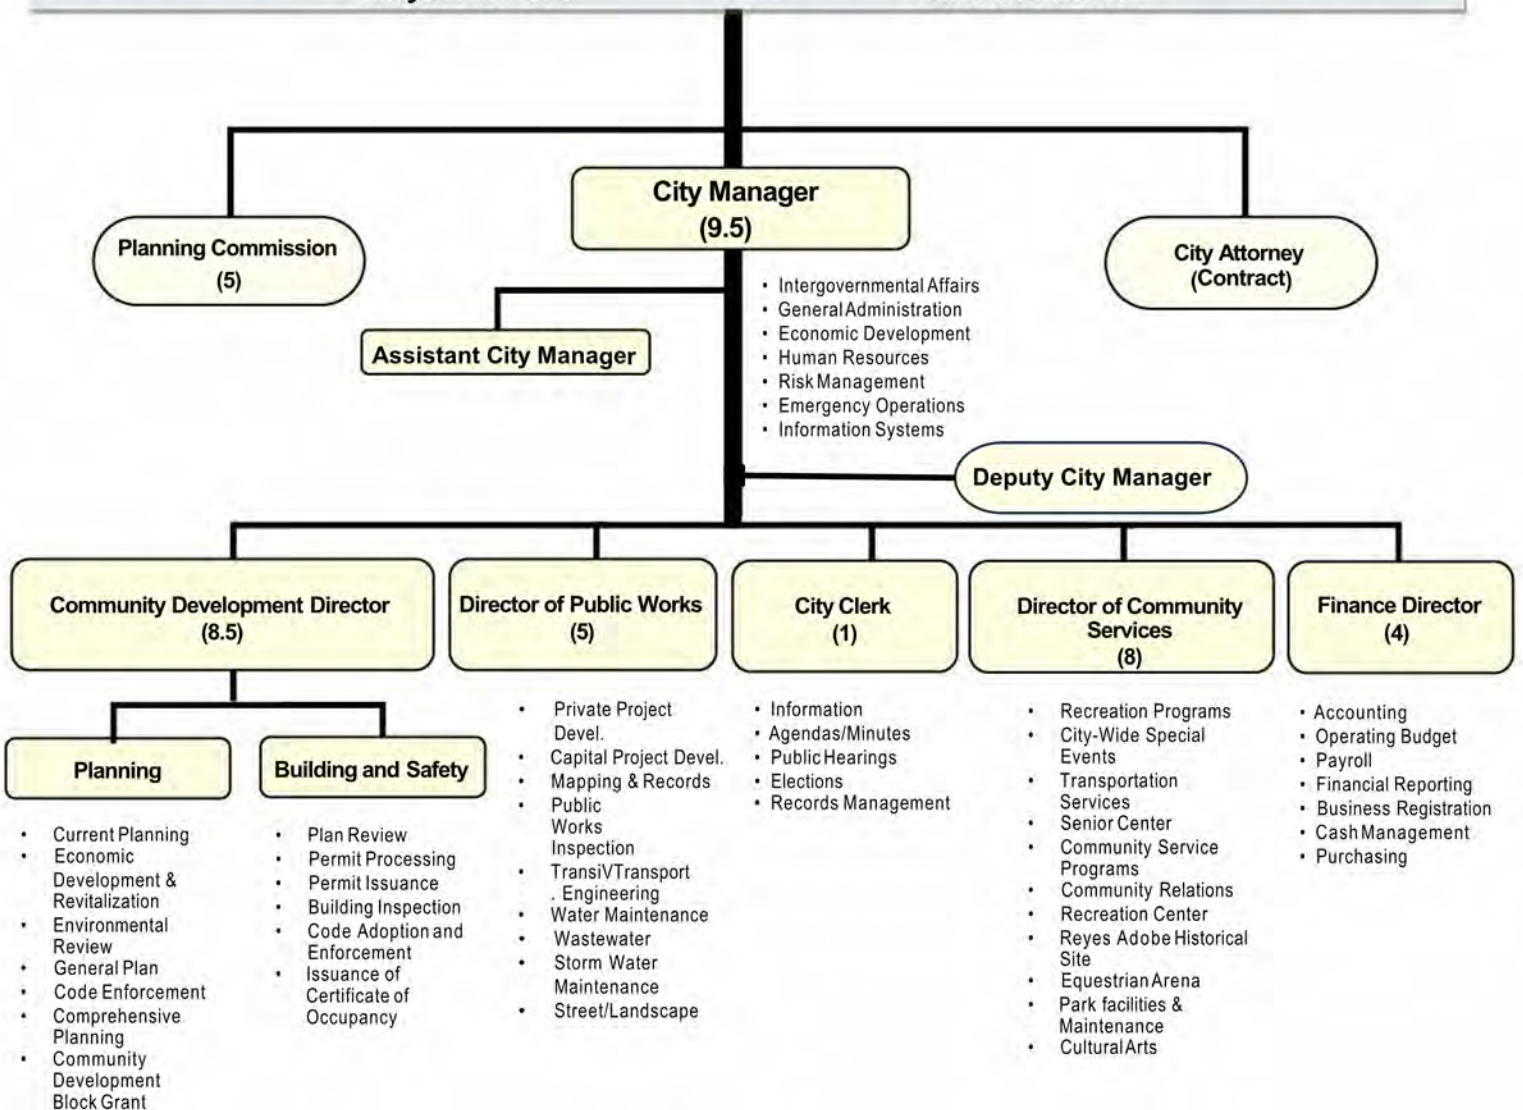 City Manager
(9.5)
Planning Commission
(5)
City Attorney
(Contract)
Assistant City Manager
• Intergovernmental Affairs
• General Administration
• Economic Development
• Human Resources
• Risk Management
• Emergency Operations
• Information Systems
Deputy City Manager
Community Development Director
(8.5)
Director of Public Works
(5)
City Clerk
(1)
Director of Community
Services
(8)
Finance Director
(4)
Planning
• Current Planning
• Economic
Development &
Revitalization
• Environmental
Review
• General Plan
• Code Enforcement
• Comprehensive
Planning
• Community
Development
Block Grant
Building and Safety
• Plan Review
• Permit Processing
• Permit Issuance
• Building Inspection
• Code Adoption and
Enforcement
• Issuance of
Certificate of
Occupancy
• Private Project
Devel.
• Capital Project Devel.
• Mapping & Records
• Public
Works
Inspection
• TransiVTransport
. Engineering
• Water Maintenance
• Wastewater
• Storm Water
Maintenance
• Street/Landscape
• Information
• Agendas/Minutes
• Public Hearings
• Elections
• Records Management
• Recreation Programs
• City-Wide Special
Events
• Transportation
Services
• Senior Center
• Community Service
Programs
• Community Relations
• Recreation Center
• Reyes Adobe Historical
Site
• Equestrian Arena
• Park facilities &
Maintenance
• Cultural Arts
• Accounting
• Operating Budget
• Payroll
• Financial Reporting
• Business Registration
• Cash Management
• Purchasing